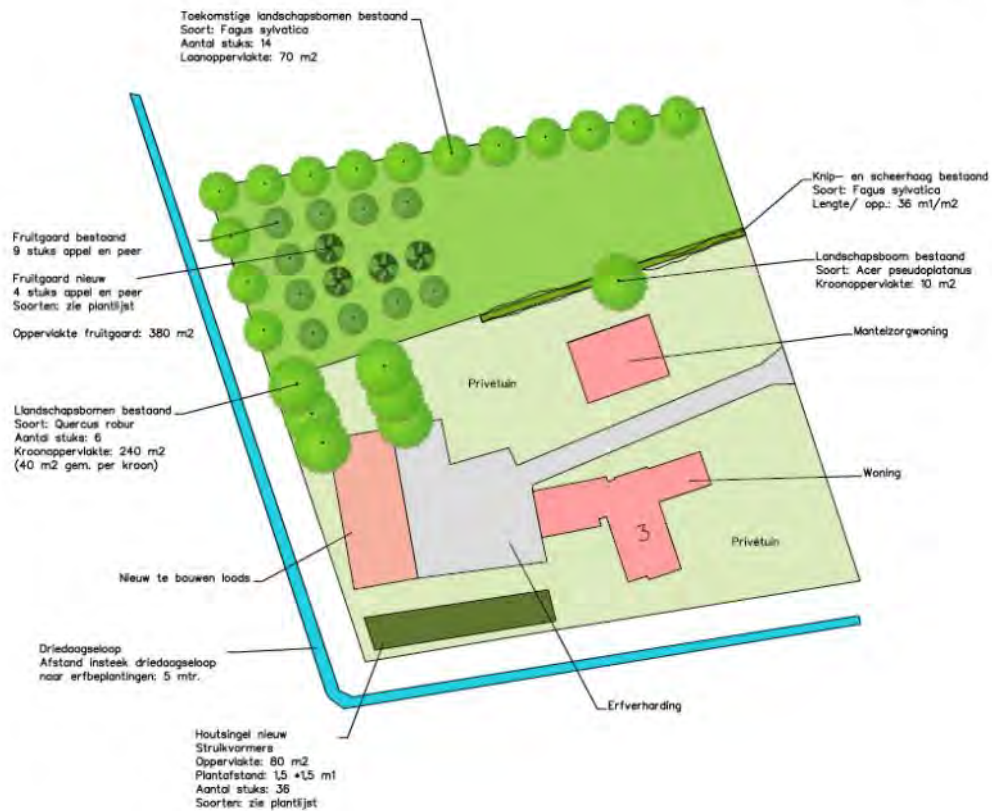 Toekomstige landschapsbomen bestaand
Soort: Fagus sylvatica
Aantal stuks: 14
Laanoppervlakte: 70 m2
Knip- en scheerhaag bestaand
Soort: Fagus sylvatica
Lengte/ opp.: 36 m1/m2
Fruitgaard bestaand
9 stuks appel en peer
Fruitgaard nieuw
4 stuks appel en peer
Soorten: zie plantlijst
Oppervlakte fruitgaard: 380 m2
Landschapsboom bestaand
Soort: Acer pseudoplatanus
Kroonoppervlakte: 10 m2
Mantelzorgwoning
Privétuin
Llandschapsbomen bestaand
Soort: Quercus robur
Aantal stuks: 6
Kroonoppervlakte: 240 m2
(40 m2 gem. per kroon)
Woning
3
Privétuin
Nieuw te bouwen loods
Driedaagseloop
Afstand insteek driedaagseloop
naar erfbeplantingen: 5 mtr.
Erfverharding
Houtsingel nieuw
Struikvormers
Oppervlakte: 80 m2
Plantafstand: 1,5 *1,5 m1
Aantal stuks: 36
Soorten: zie plantlijst